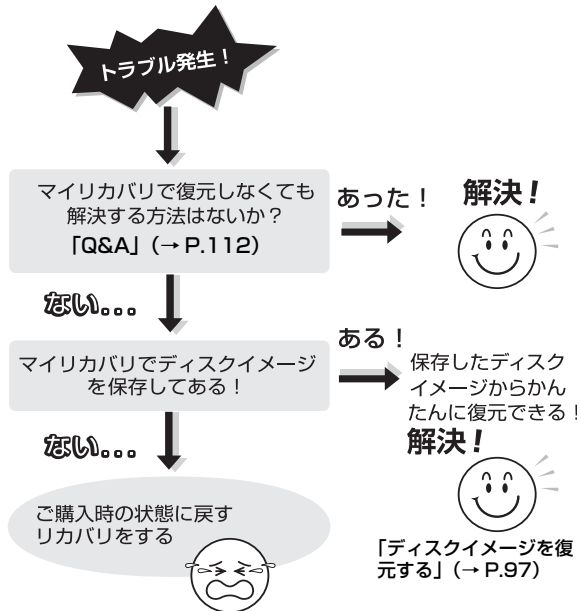 トラブル発生！
マイリカバリで復元しなくても
解決する方法はないか？
「Q&A」（→ P.112）
あった！
解決！
ない...
マイリカバリでディスクイメージ
を保存してある！
ある！
保存したディスク
イメージからかん
たんに復元できる！
解決！
「ディスクイメージを復
元する」（→ P.97）
ない...
ご購入時の状態に戻す
リカバリをする